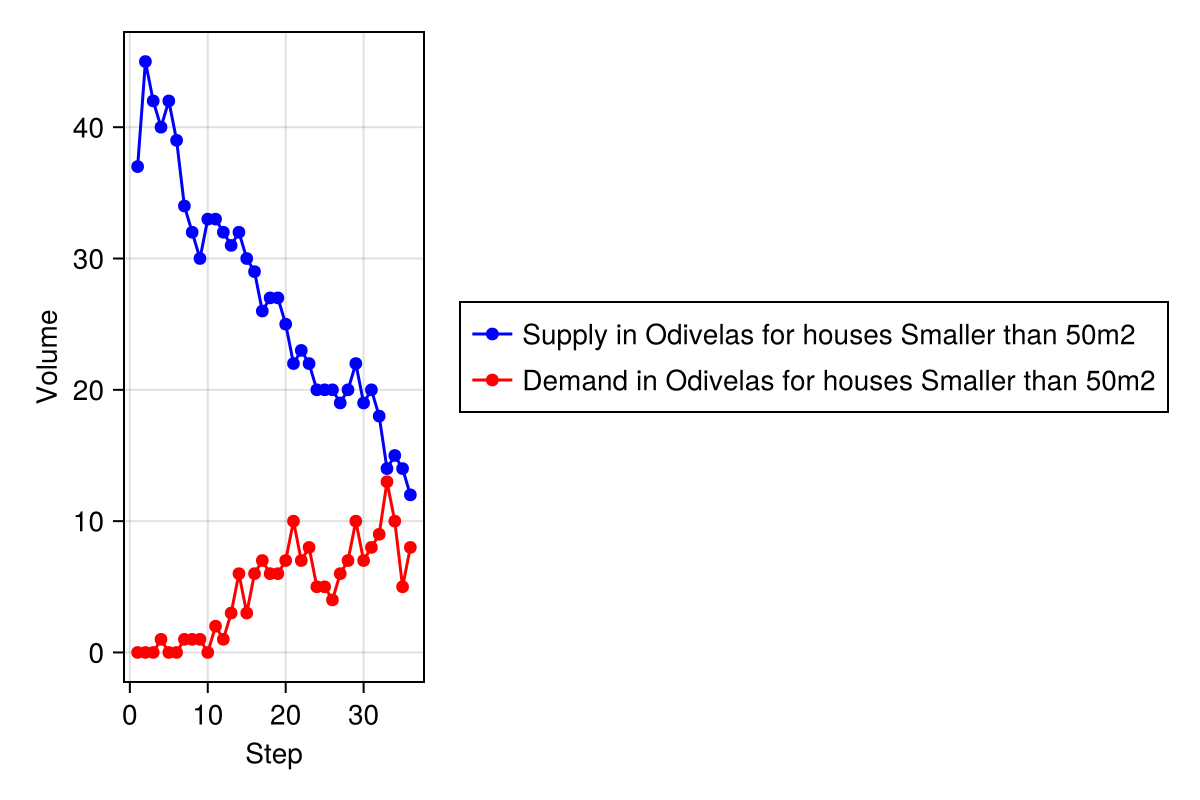 40
30
20
10
0
Volume
0 10 20 30
Step
Supply in Odivelas for houses Smaller than 50m2
Demand in Odivelas for houses Smaller than 50m2